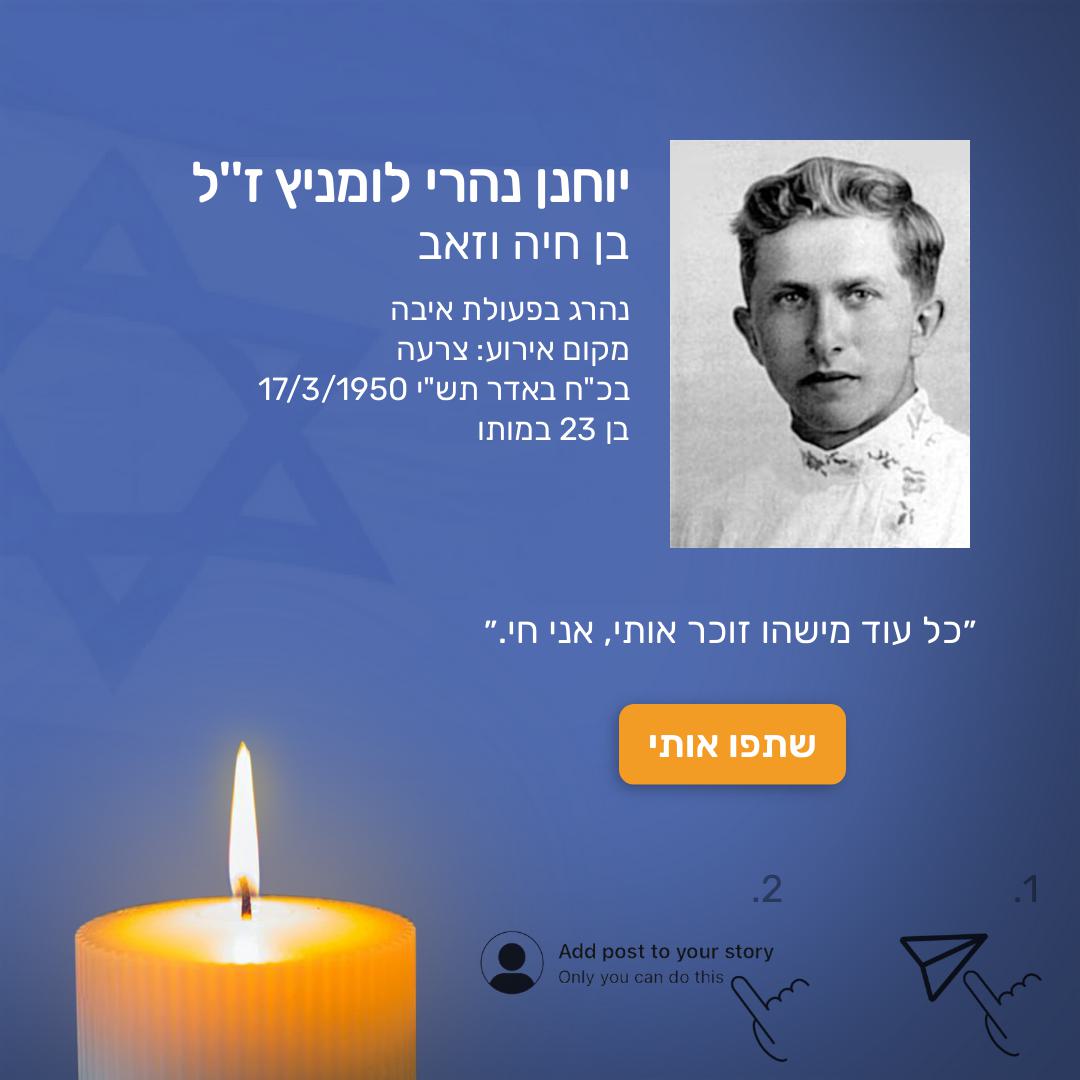 יוחנן נהרי לומניץ ז''ל
בן חיה וזאב
נהרג בפעולת איבה
מקום אירוע: צרעה
בכ"ח באדר תש"י 17/3/1950
בן 23 במותו
״כל עוד מישהו זוכר אותי, אני חי.״
שתפו אותי
1.
2.
Add post to your story
Only you can do this